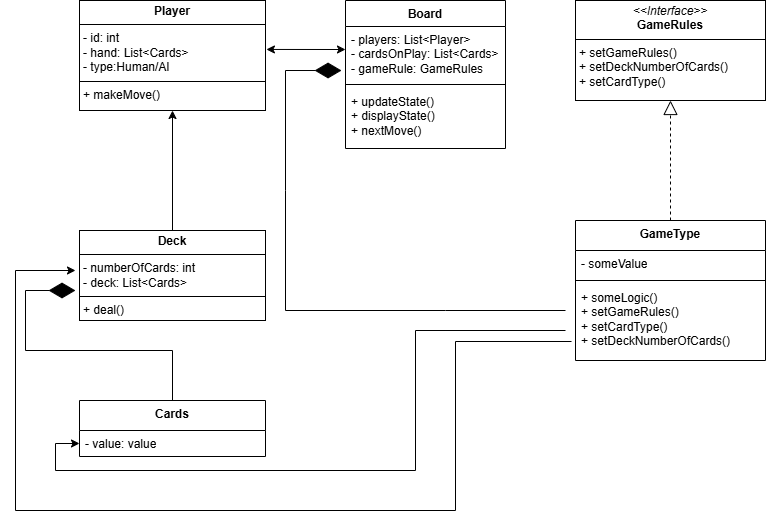 Player
- id: int
- hand: List<Cards>
- type:Human/AI
+ makeMove()
Board
- players: List<Player>
- cardsOnPlay: List<Cards>
- gameRule: GameRules
+ updateState()
+ displayState()
+ nextMove()
<<Interface>>
GameRules
+ setGameRules()
+ setDeckNumberOfCards()
+ setCardType()
Deck
- numberOfCards: int
- deck: List<Cards>
+ deal()
GameType
- someValue
+ someLogic()
+ setGameRules()
+ setCardType()
+ setDeckNumberOfCards()
Cards
- value: value